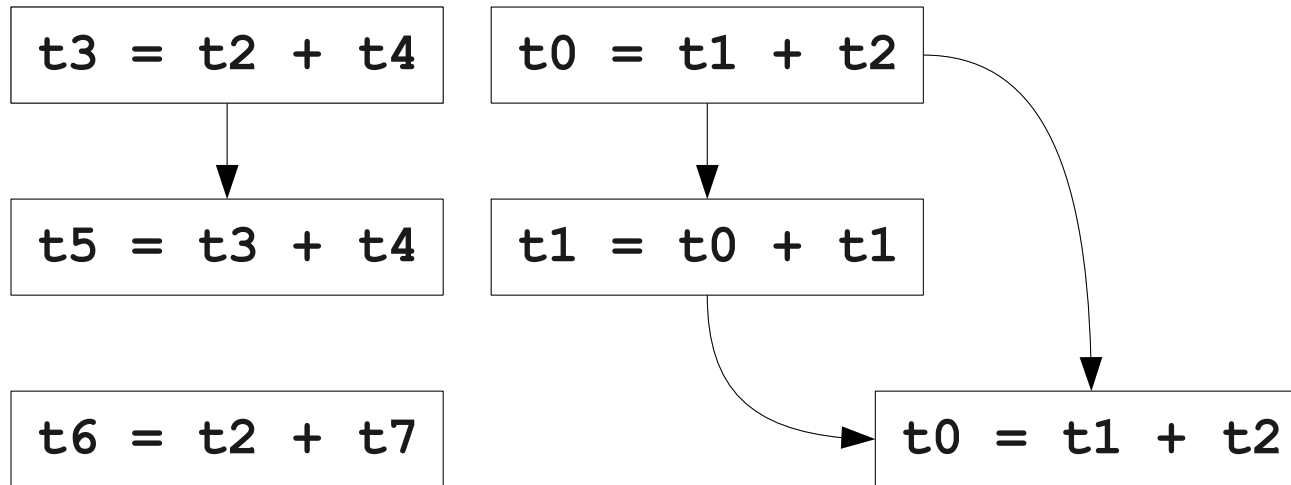 t3 = t2 + t4
t0 = t1 + t2
t5 = t3 + t4
t1 = t0 + t1
t6 = t2 + t7
t0 = t1 + t2